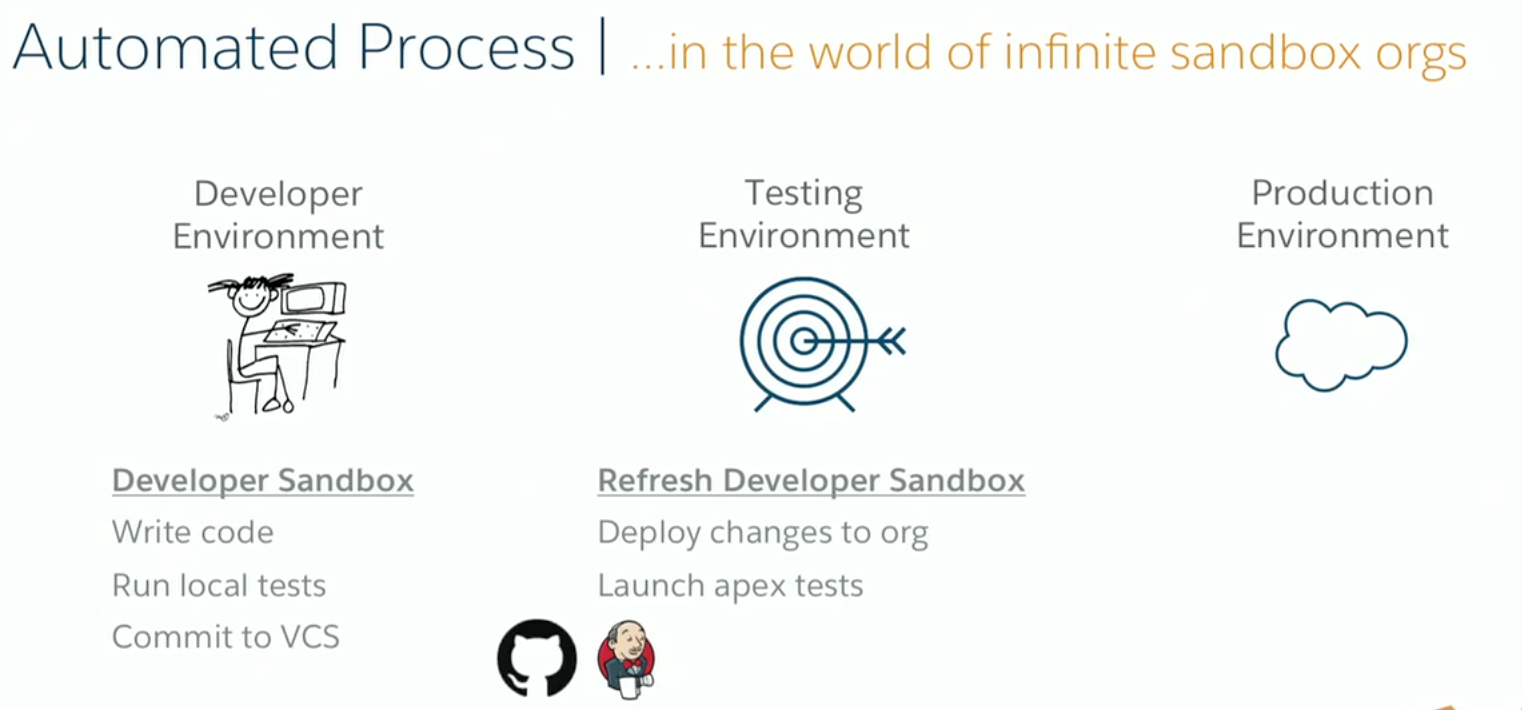 Automated Process | ...in the world of infinite sandbox orgs
Developer
Environment
Testing
Environment
Production
Environment
Developer Sandbox
Write code
Run local tests
Commit to VCS
Refresh Developer Sandbox
Deploy changes to org
Launch apex tests